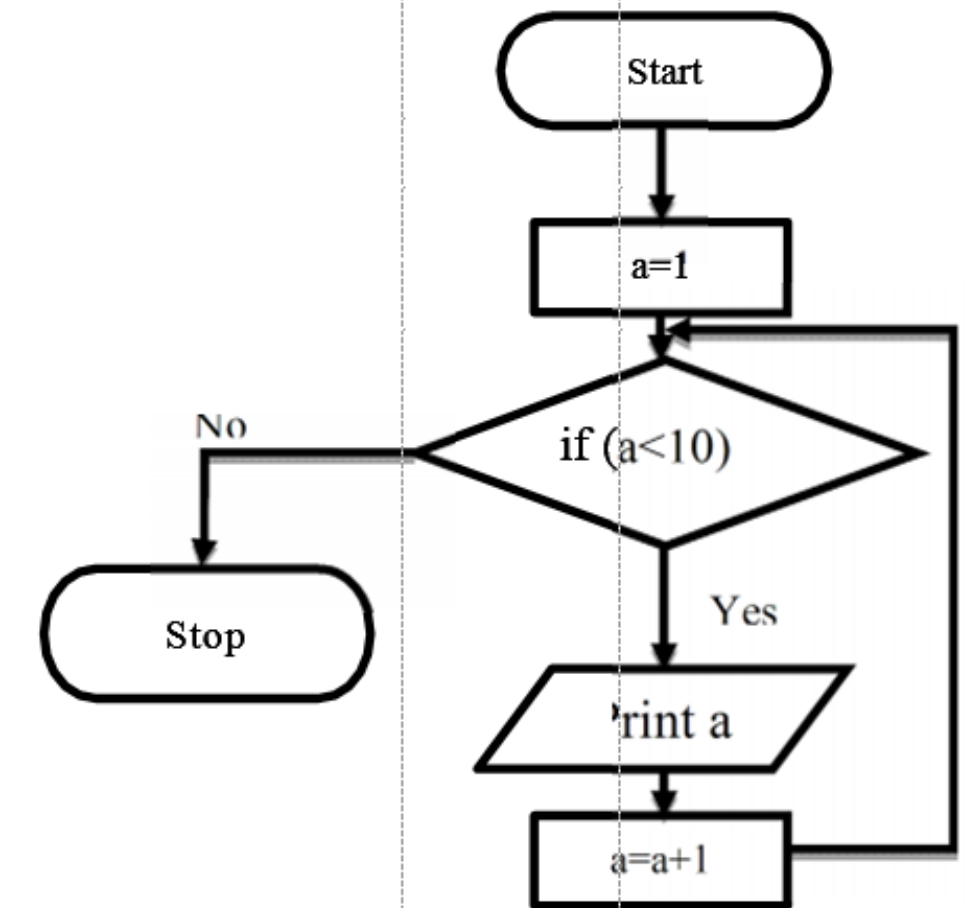 Start
a=1
if (a<10)
No
Yes
Stop
rint a
a=a+1